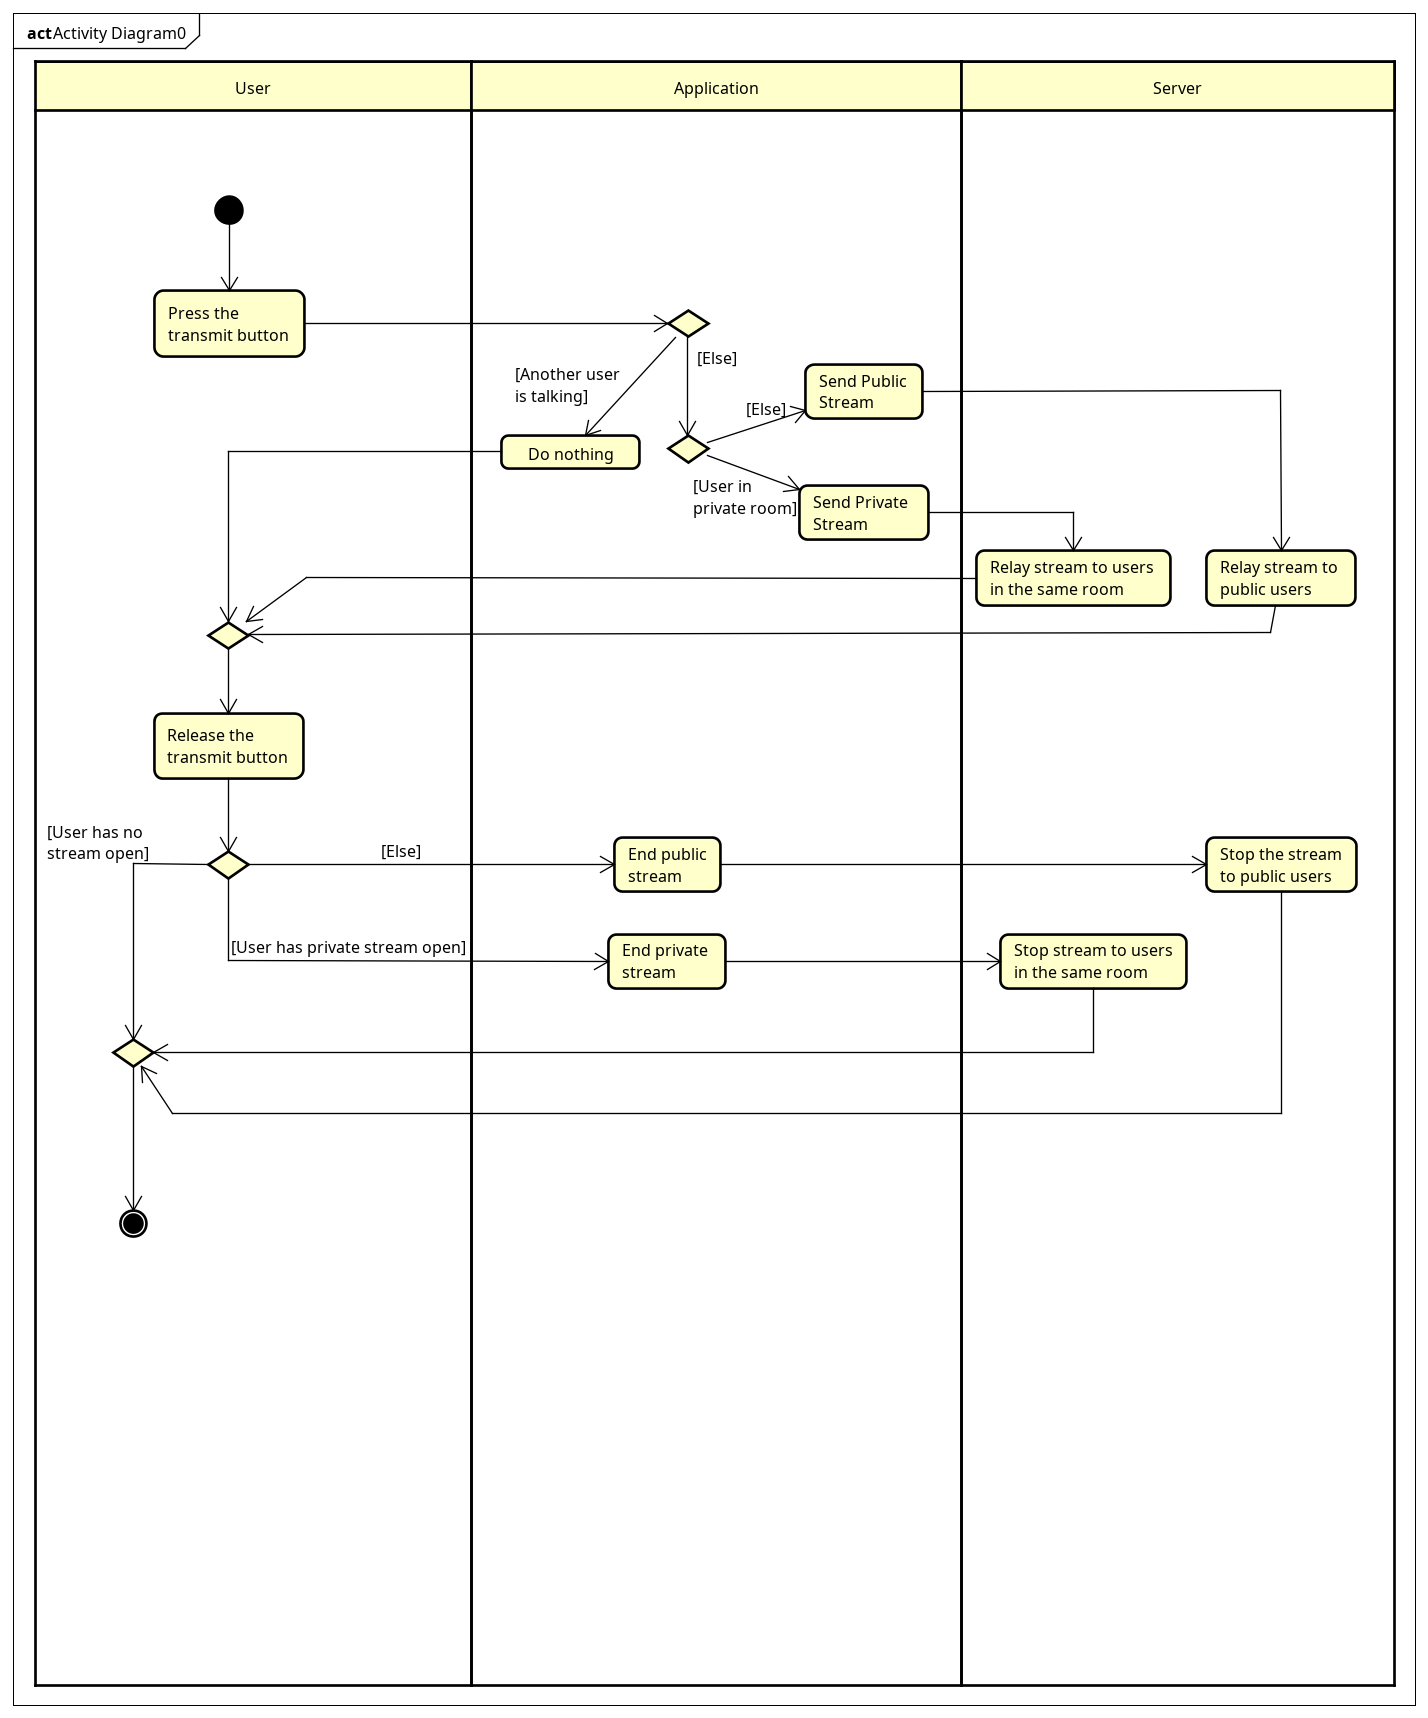 act Activity Diagram0
User
Application
Server
Press the
transmit button
[Else]
[Another user
is talking]
Send Public
Stream
[Else]
Do nothing
[User in
private room]
Send Private
Stream
Relay stream to users
in the same room
Relay stream to
public users
Release the
transmit button
[User has no
stream open]
[Else]
End public
stream
Stop the stream
to public users
[User has private stream open]
End private
stream
Stop stream to users
in the same room